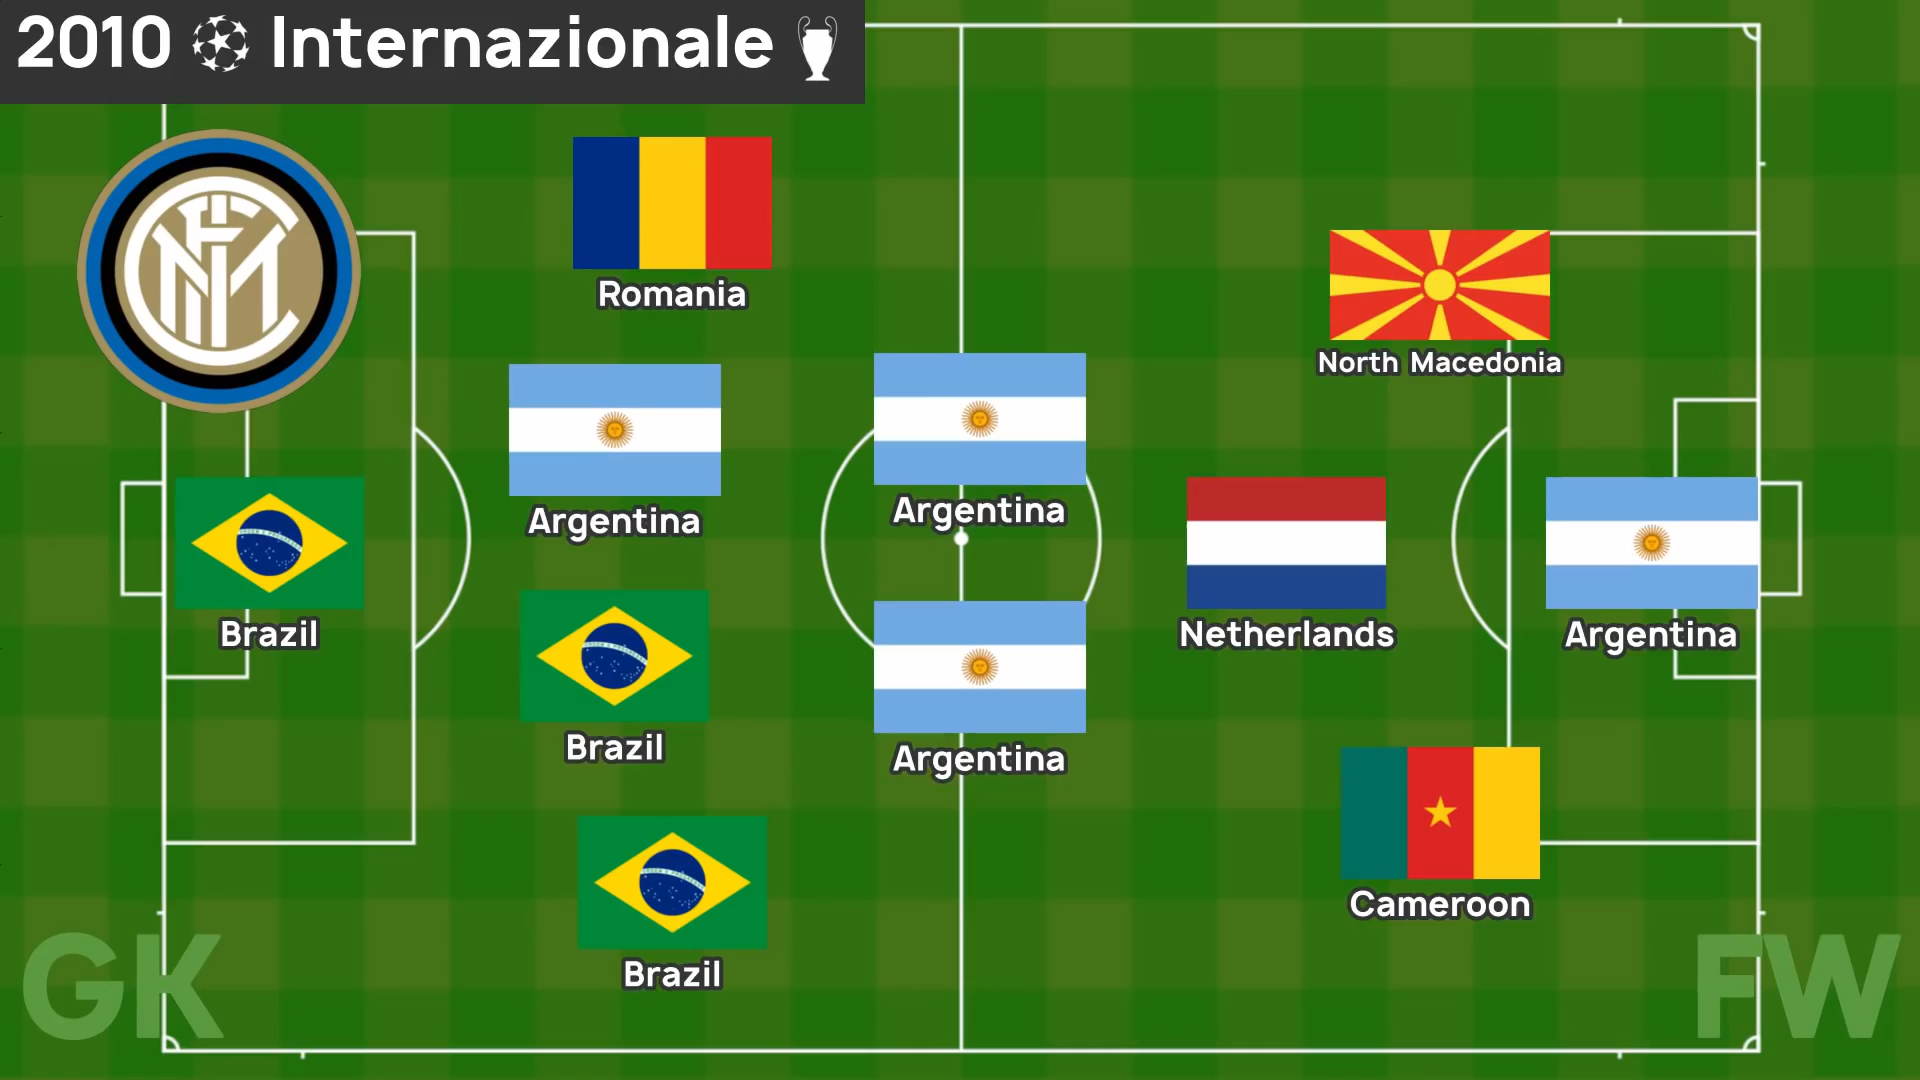 2010 Internazionale
Romania
North Macedonia
Argentina
Argentina
Brazil
Netherlands
Argentina
Brazil
Argentina
Cameroon
Brazil
GK
FW